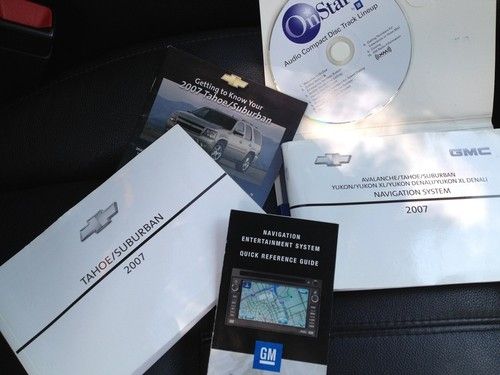 OnStar
GM
Audio Compact Disc Track Lineup
Getting to Know Your
2007 Tahoe/Suburban
GMC
AVALANCHE/TAHOE/SUBURBAN
YUKON/YUKON XL/YUKON DENALI/YUKON XL DENALI
NAVIGATION SYSTEM
2007
TAHOE/SUBURBAN
2007
NAVIGATION
ENTERTAINMENT SYSTEM
QUICK REFERENCE GUIDE
GM